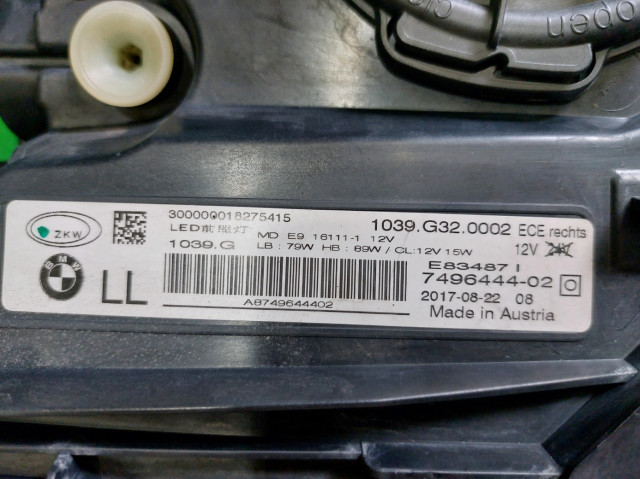 open
ZKW
300000018275415
LED前照灯 MD E9 16111-1 12V
1039.G LB : 79W HB : 89W / CL:12V 15W
1039.G32.0002 ECE rechts
12V
E83487 I
7496444-02
2017-08-22 08
Made in Austria
BMW
LL
A8749644402